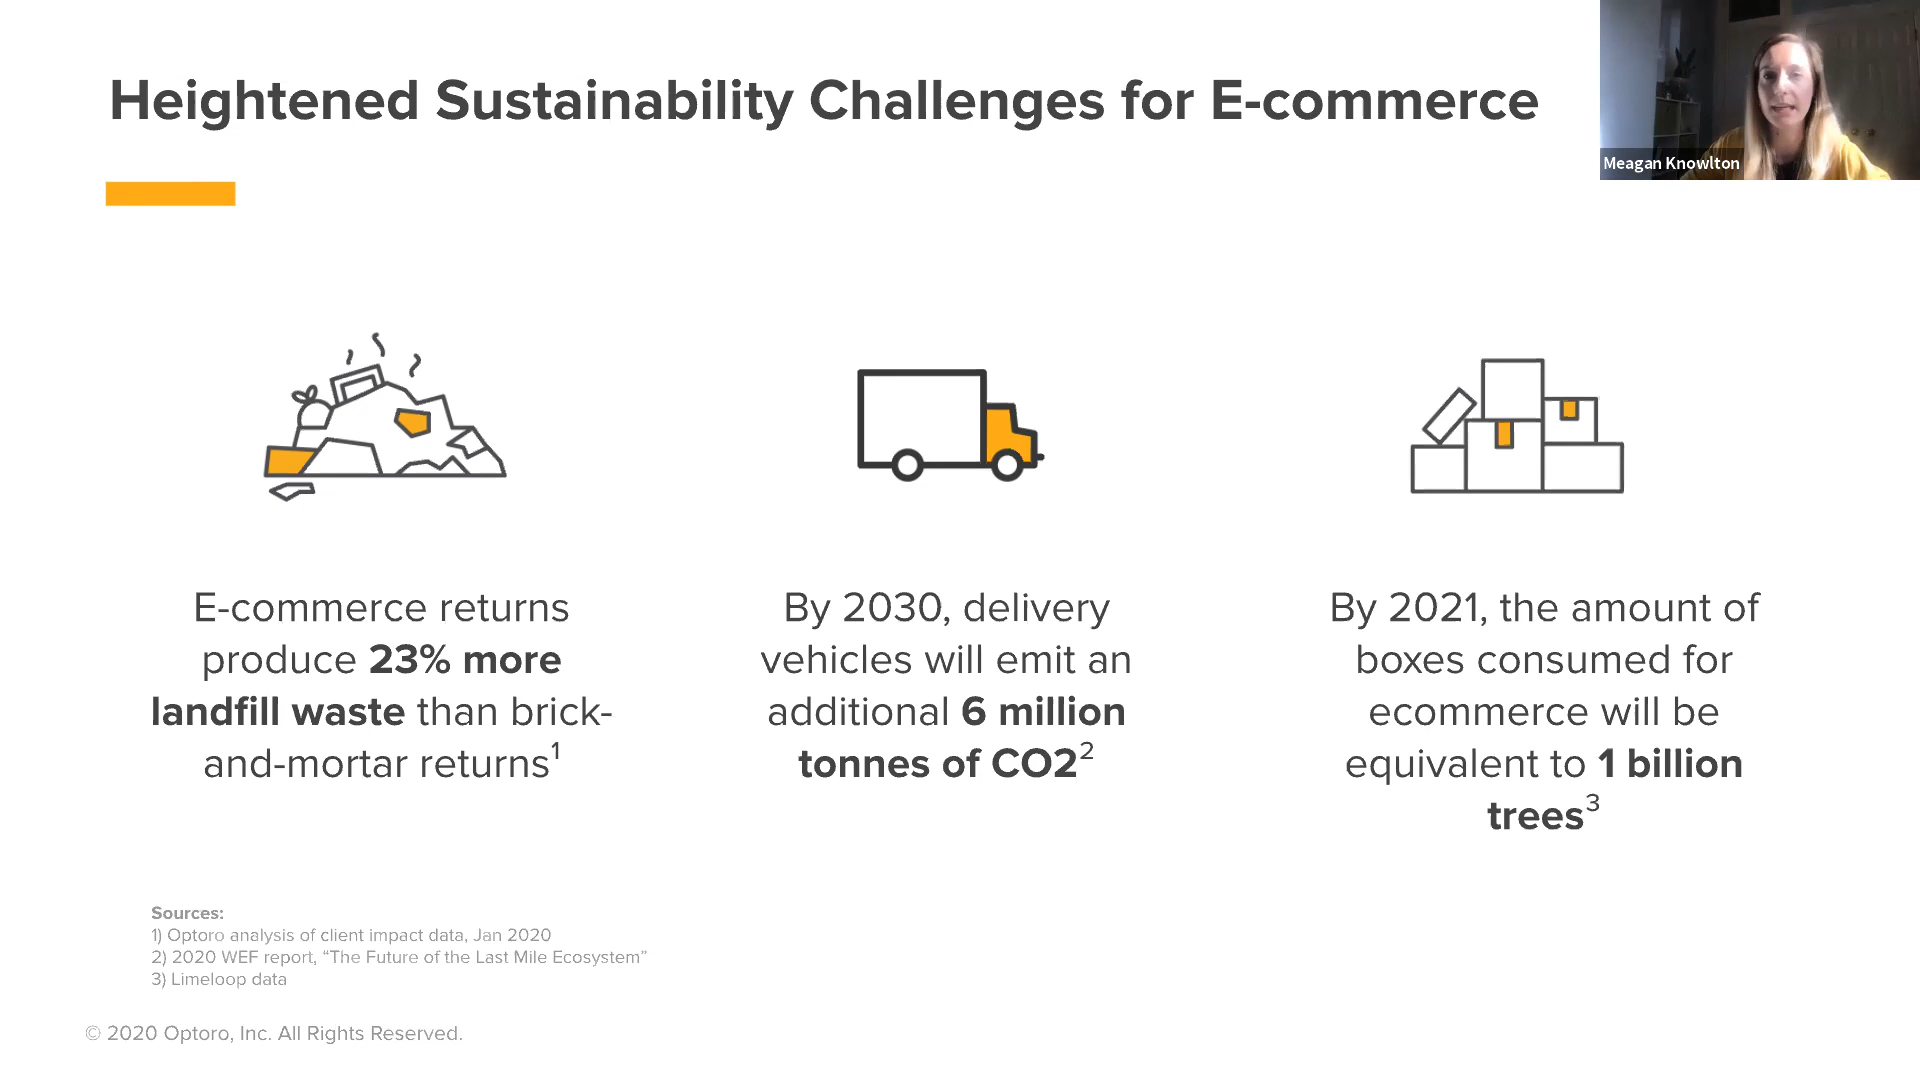 Heightened Sustainability Challenges for E-commerce
Meagan Knowlton
E-commerce returns
produce 23% more
landfill waste than brick-
and-mortar returns1
By 2030, delivery
vehicles will emit an
additional 6 million
tonnes of CO2 2
By 2021, the amount of
boxes consumed for
ecommerce will be
equivalent to 1 billion
trees3
Sources:
1) Optoro analysis of client impact data, Jan 2020
2) 2020 WEF report, “The Future of the Last Mile Ecosystem”
3) Limeloop data
© 2020 Optoro, Inc. All Rights Reserved.